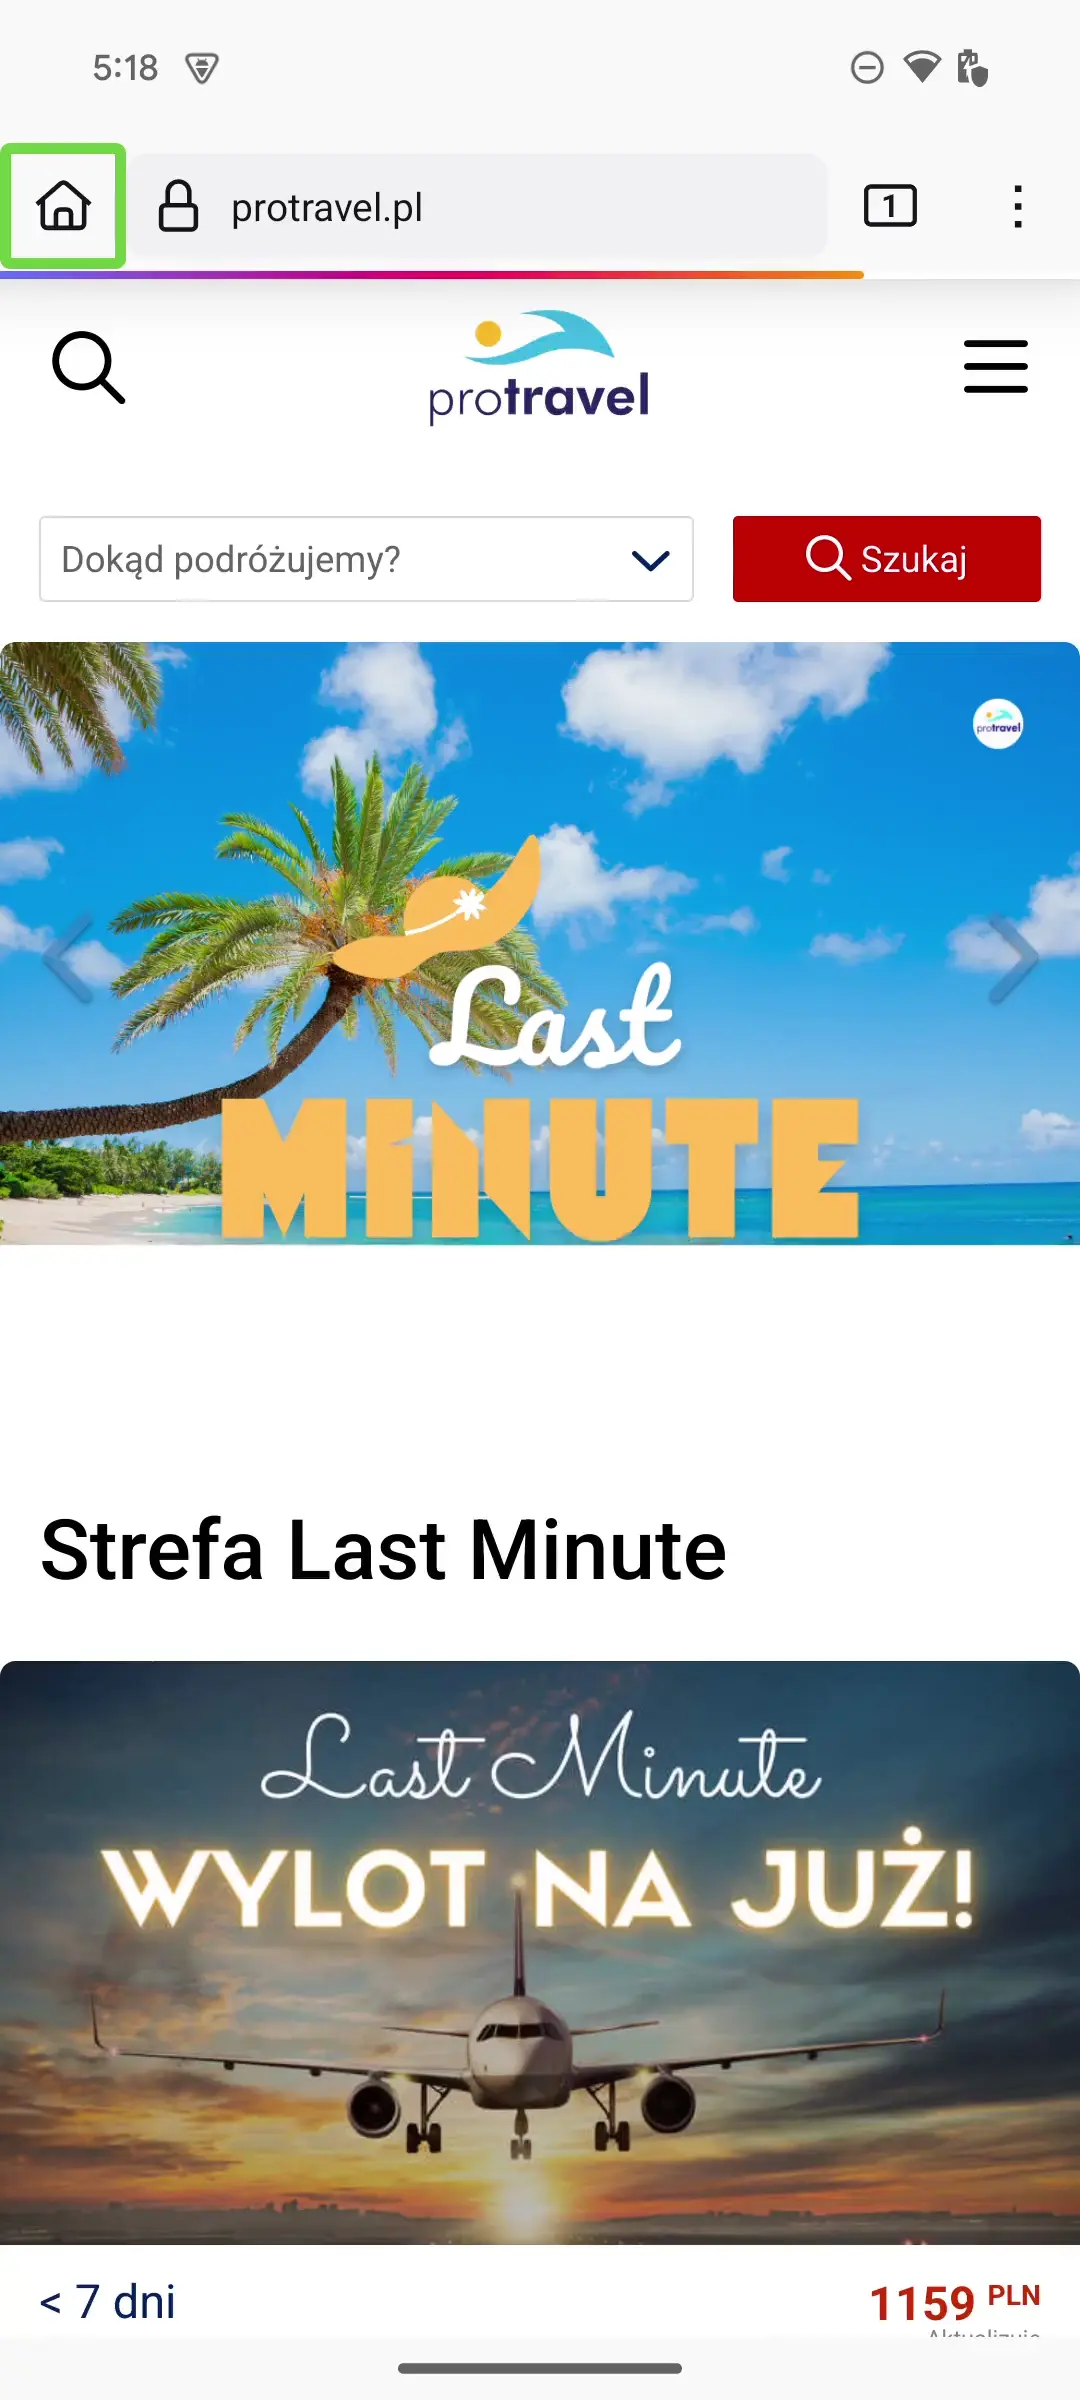 5:18
protravel.pl
1
protravel
Dokąd podróżujemy?
Szukaj
protravel
Last
MINUTE
Strefa Last Minute
Last Minute
WYLOT NA JUŻ!
< 7 dni
1159 PLN
Aktualizuję